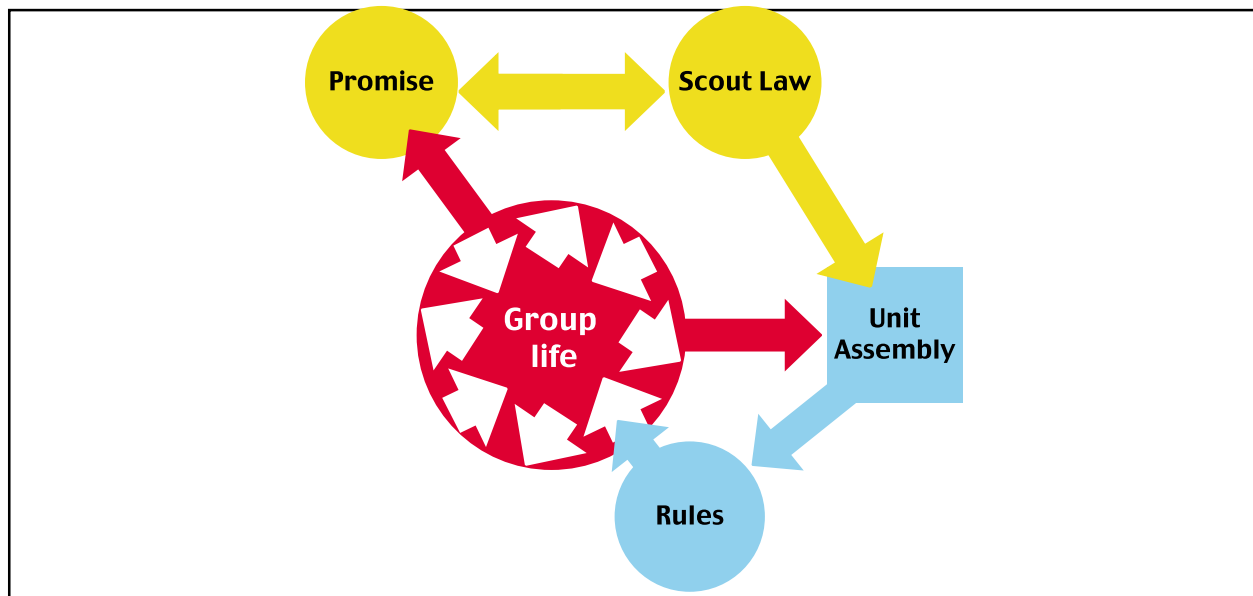 Promise
Scout Law
Group
life
Unit
Assembly
Rules